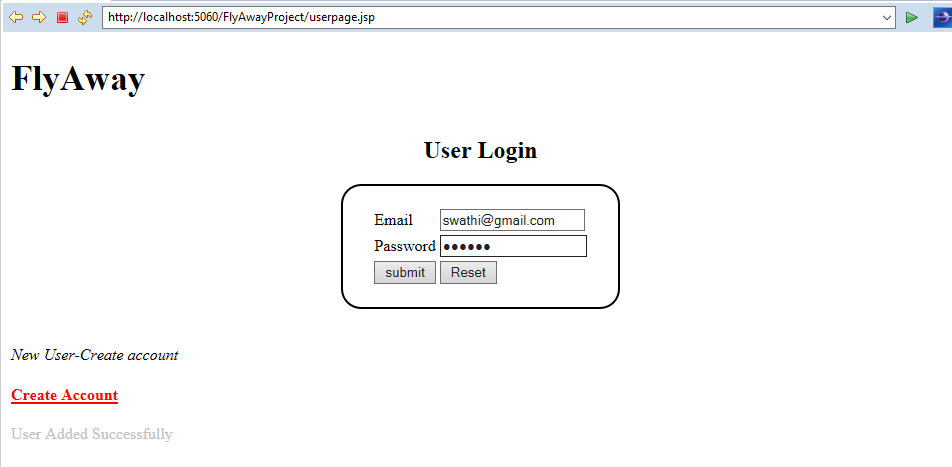 http://localhost:5060/FlyAwayProject/userpage.jsp
FlyAway
User Login
Email swathi@gmail.com
Password ••••••
submit Reset
New User-Create account
Create Account
User Added Successfully